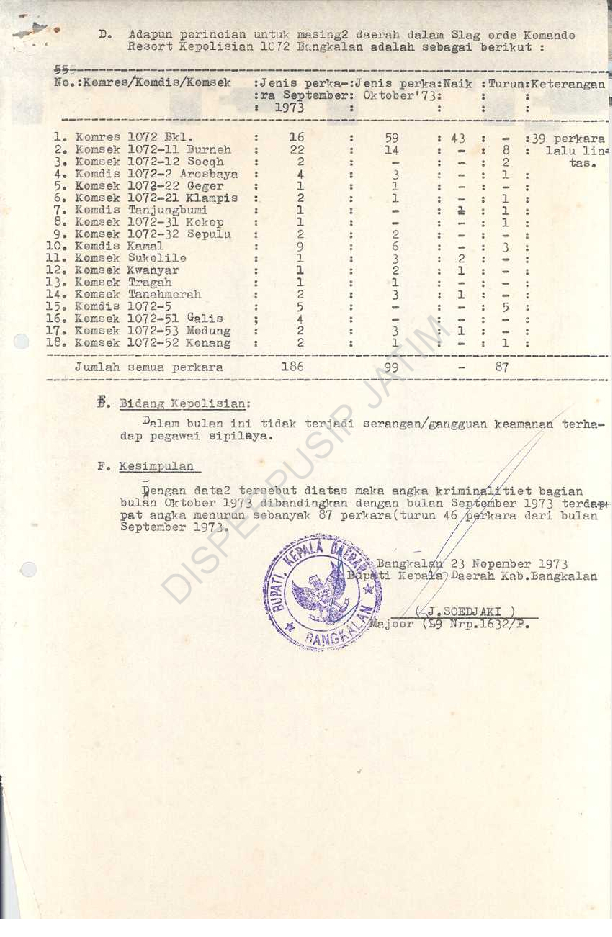 D. Adapun perincian untuk masing2 daerah dalam Slag orde Komando
Resort Kepolisian 1072 Bangkalan adalah sebagai berikut :
No.:Komres/Komdis/Komsek :Jenis perka-:Jenis perka:Naik :Turun:Keterangan
:ra September: Oktober'73: : :
: 1973 : : : :
1. Komres 1072 Bkl. : 16 : 59 : 43 : - :39 perkara
2. Komsek 1072-11 Burneh : 22 : 14 : - : 8 : lalu lin-
3. Komsek 1072-12 Socah : 2 : - : - : 2 : tas.
4. Komdis 1072-2 Arosbaya : 4 : 3 : - : 1 :
5. Komsek 1072-22 Geger : 1 : 1 : - : - :
6. Komsek 1072-21 Klampis : 2 : 1 : - : 1 :
7. Komdis Tanjungbumi : 1 : - : 1 : 1 :
8. Komsek 1072-31 Kokop : 1 : - : - : 1 :
9. Komsek 1072-32 Sepulu : 2 : 2 : - : - :
10. Komdis Kamal : 9 : 6 : - : 3 :
11. Komsek Sukolilo : 1 : 3 : 2 : - :
12. Komsek Kwanyar : 1 : 2 : 1 : - :
13. Komsek Tragah : 1 : 1 : - : - :
14. Komsek Tanahmerah : 2 : 3 : 1 : - :
15. Komdis 1072-5 : 5 : - : - : 5 :
16. Komsek 1072-51 Galis ; 4 : - : - : - :
17. Komsek 1072-53 Modung : 2 : 3 : 1 : - :
18. Komsek 1072-52 Konang : 2 : 1 : - : 1 :
Jumlah semua perkara 186 99 - 87
E. Bidang Kepolisian:
Dalam bulan ini tidak terjadi serangan/gangguan keamanan terha-
dap pegawai sipilaya.
F. Kesimpulan
Dengan data2 tersebut diatas maka angka kriminalitiet bagian
bulan Oktober 1973 dibandingkan dengan bulan September 1973 terda-
pat angka menurun sebanyak 87 perkara(turun 46 perkara dari bulan
September 1973.
Bangkalan 23 Nopember 1973
Bupati Kepala Daerah Kab.Bangkalan
( J.SOEDJAKI )
Majoor Nrp.1632/P.
BUPATI KEPALA DAERAH
BANGKALAN
DISPERPUSIP JATIM